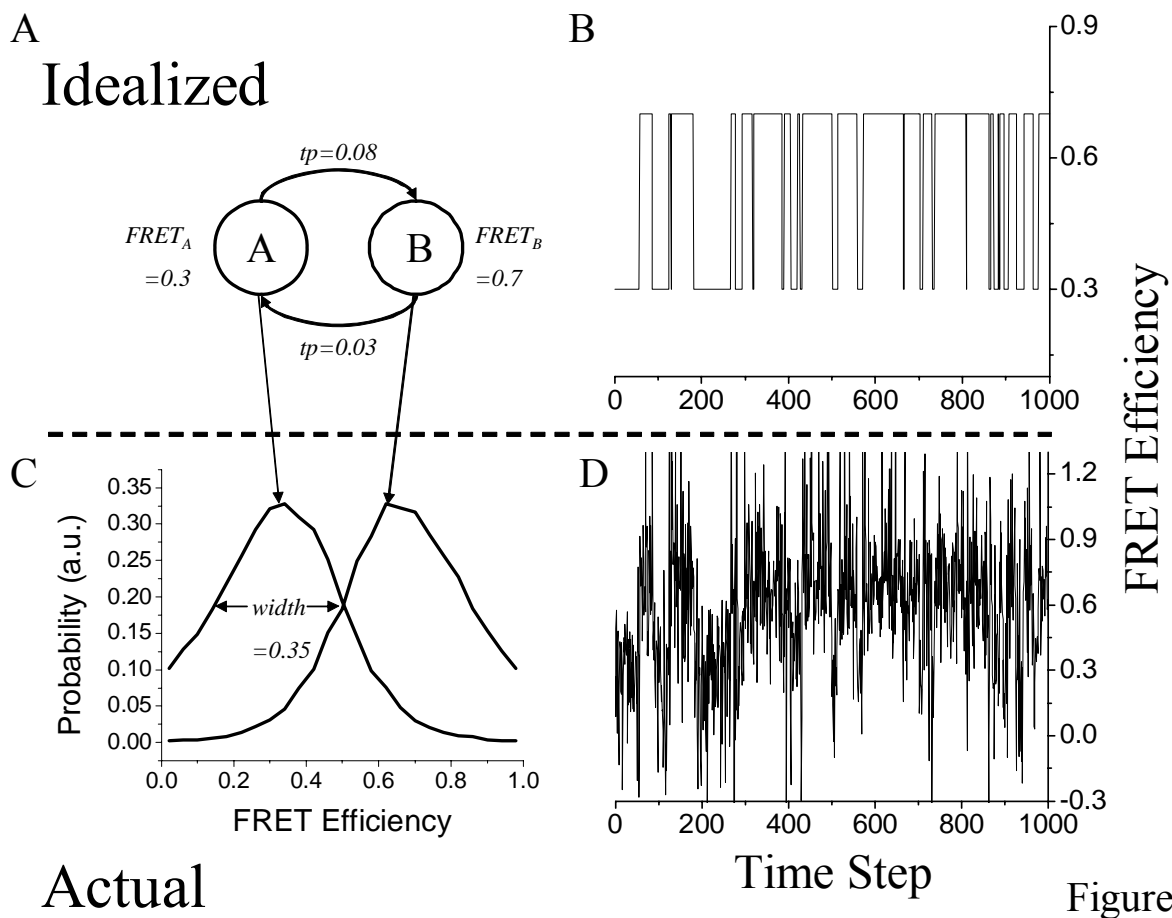 A
Idealized
tp=0.08
FRET_A
=0.3
A
B
FRET_B
=0.7
tp=0.03
B
0.9
0.6
0.3
0 200 400 600 800 1000
FRET Efficiency
C
Probability (a.u.)
0.35
0.30
0.25
0.20
0.15
0.10
0.05
0.00
width
=0.35
0.0 0.2 0.4 0.6 0.8 1.0
FRET Efficiency
D
1.2
0.9
0.6
0.3
0.0
-0.3
0 200 400 600 800 1000
Time Step
FRET Efficiency
Actual
Figure